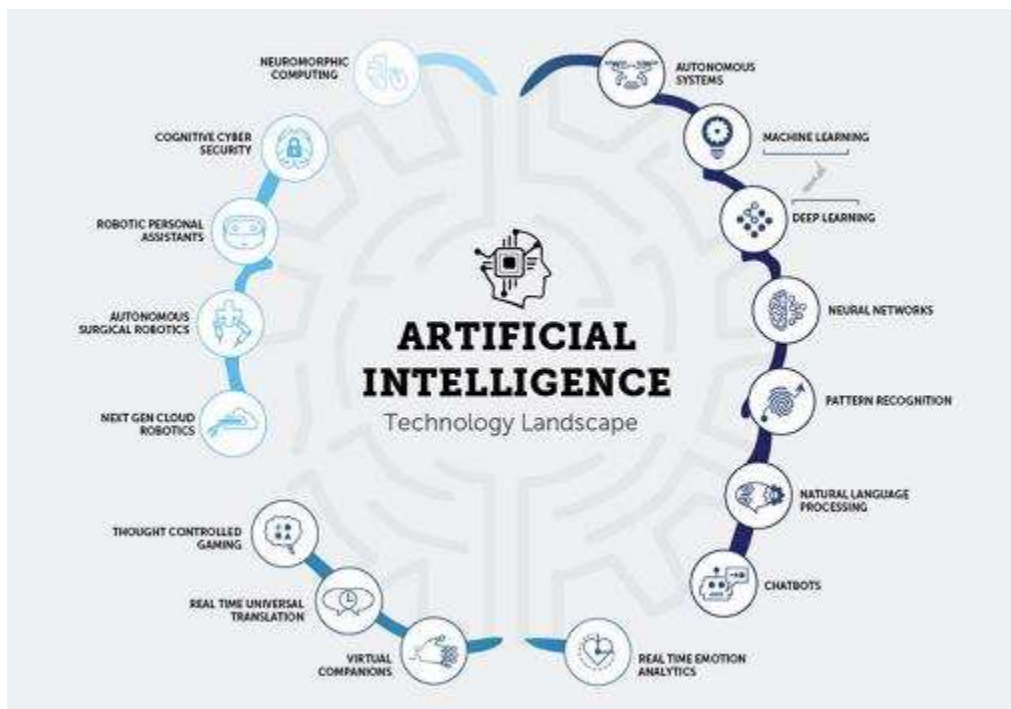 NEUROMORPHIC
COMPUTING
COGNITIVE CYBER
SECURITY
ROBOTIC PERSONAL
ASSISTANTS
AUTONOMOUS
SURGICAL ROBOTICS
NEXT GEN CLOUD
ROBOTICS
THOUGHT CONTROLLED
GAMING
REAL TIME UNIVERSAL
TRANSLATION
VIRTUAL
COMPANIONS
ARTIFICIAL
INTELLIGENCE
Technology Landscape
AUTONOMOUS
SYSTEMS
MACHINE LEARNING
DEEP LEARNING
NEURAL NETWORKS
PATTERN RECOGNITION
NATURAL LANGUAGE
PROCESSING
CHATBOTS
REAL TIME EMOTION
ANALYTICS